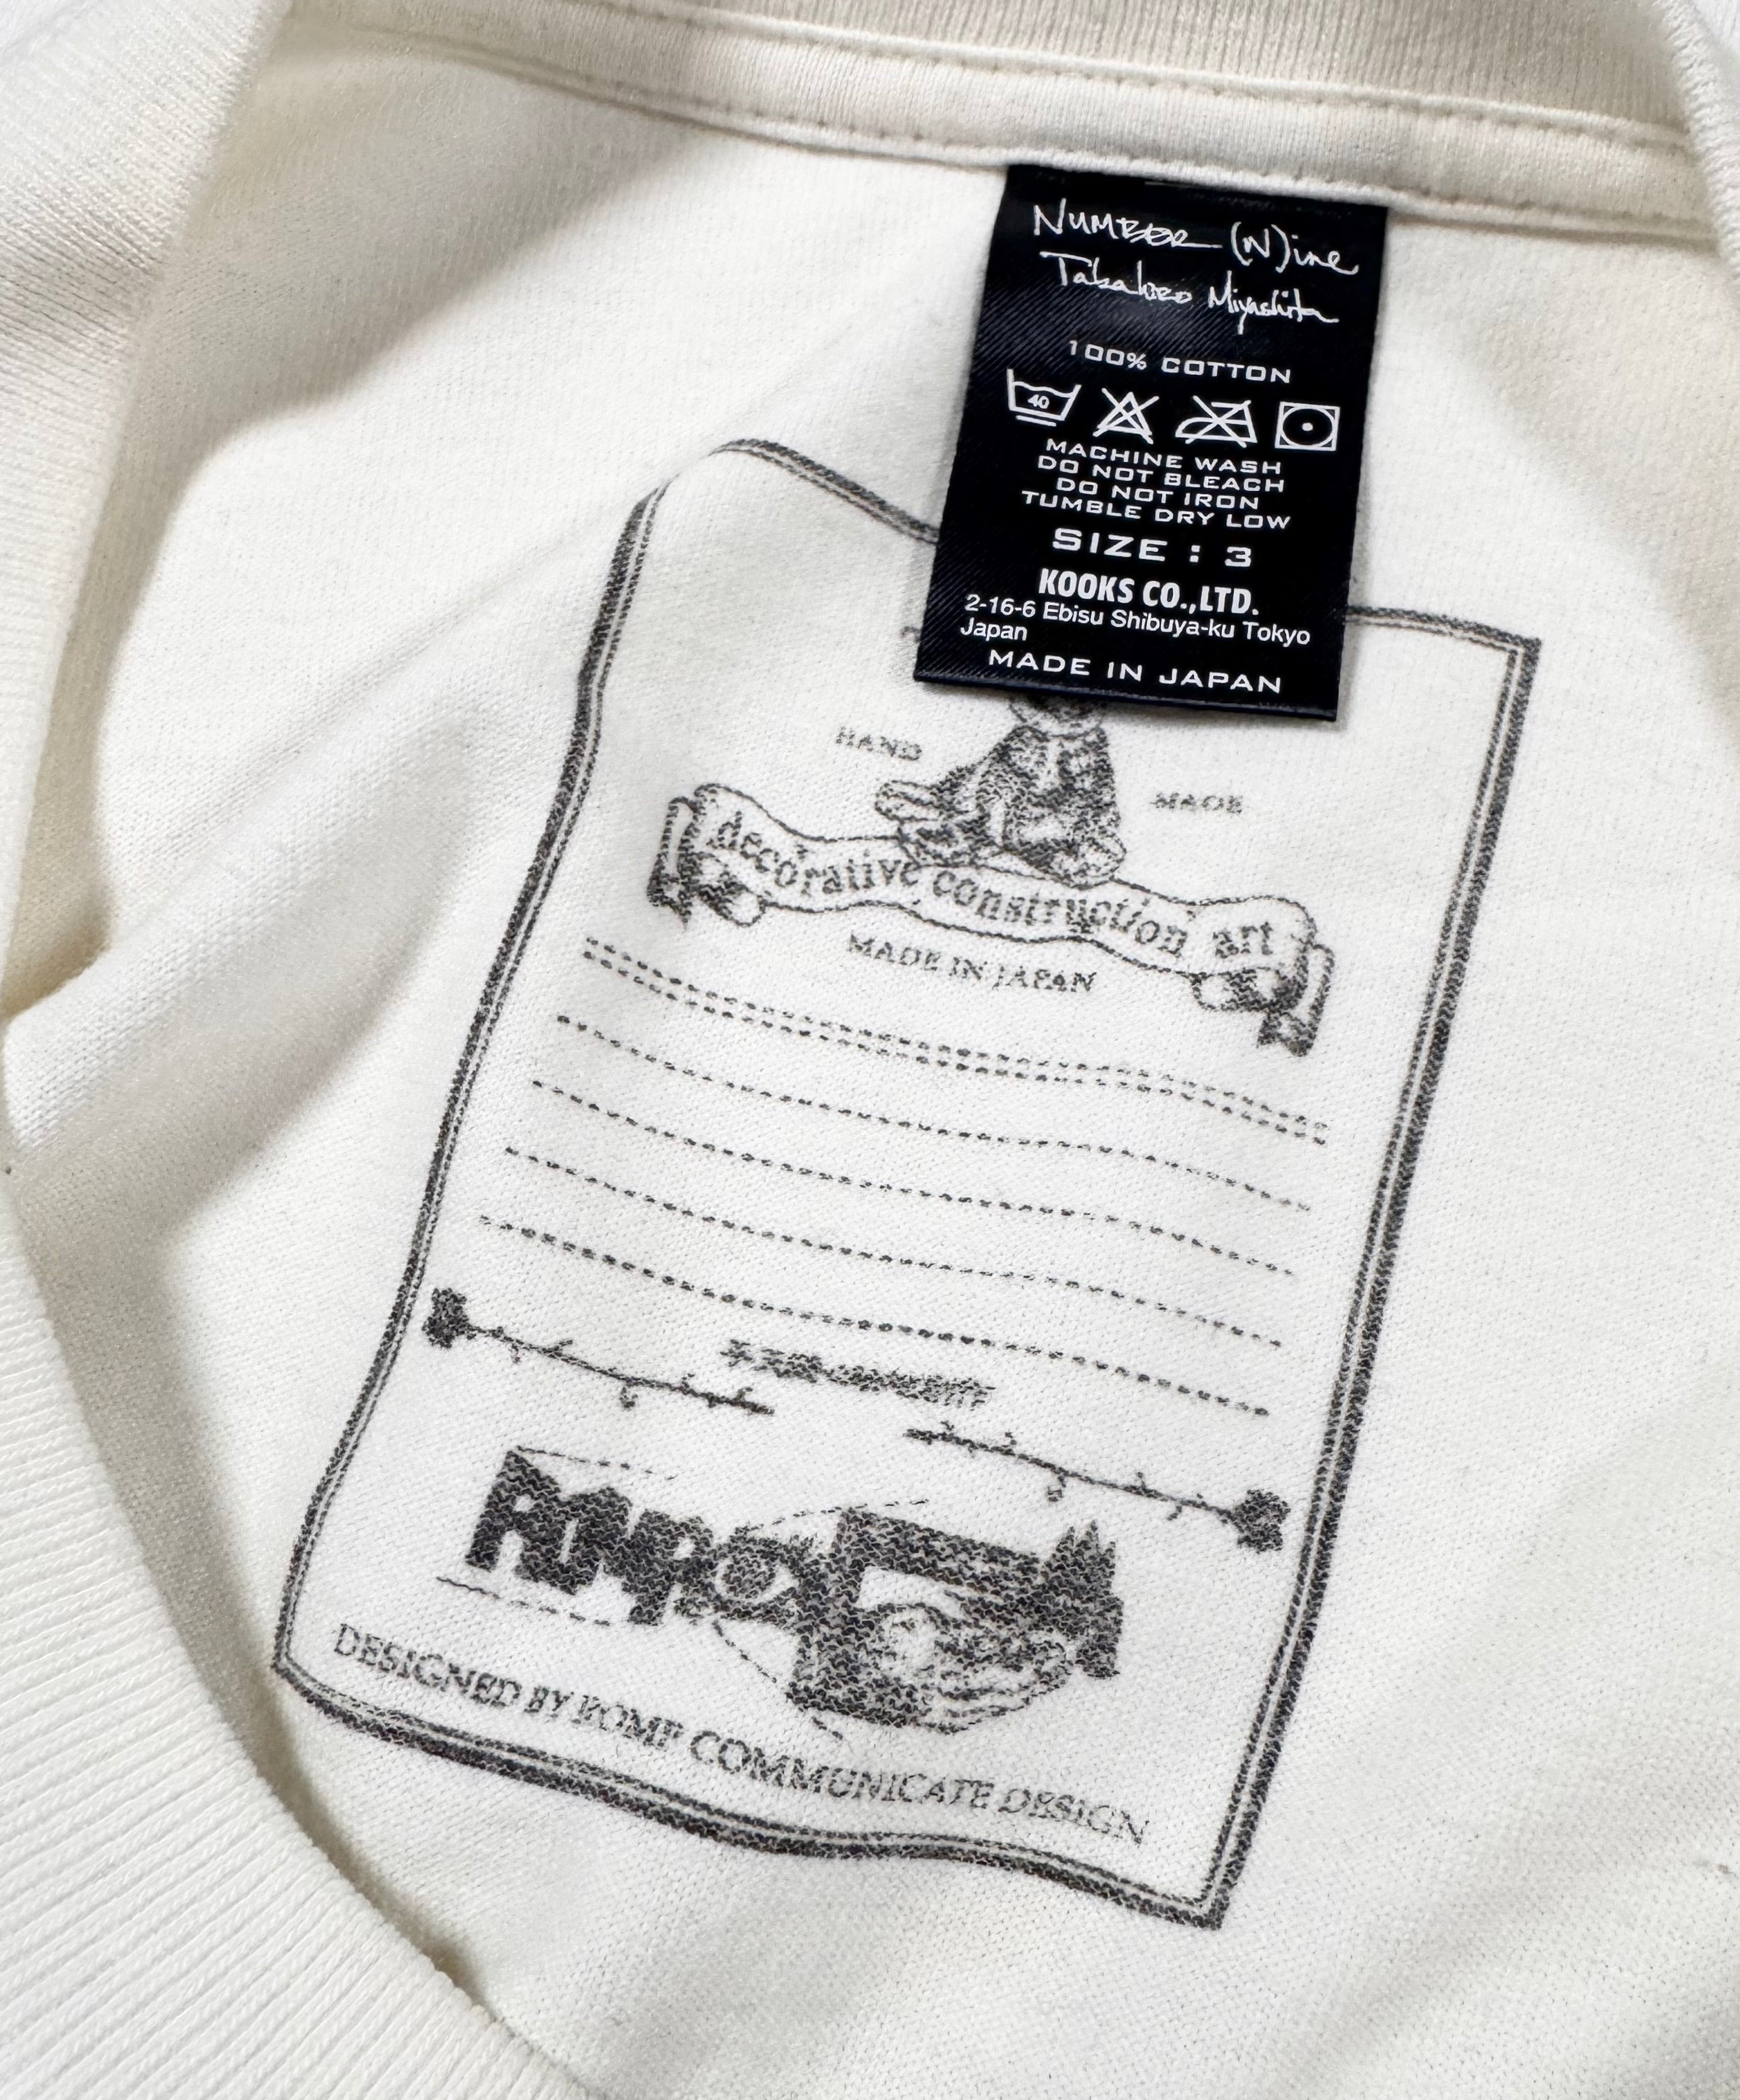 NUMBER (N)ine
Takahiro Miyashita
100% COTTON
40
MACHINE WASH
DO NOT BLEACH
DO NOT IRON
TUMBLE DRY LOW
SIZE : 3
KOOKS CO.,LTD.
2-16-6 Ebisu Shibuya-ku Tokyo
Japan
MADE IN JAPAN
HAND MADE
decorative construction art
MADE IN JAPAN
ROMP
DESIGNED BY ROMP COMMUNICATE DESIGN